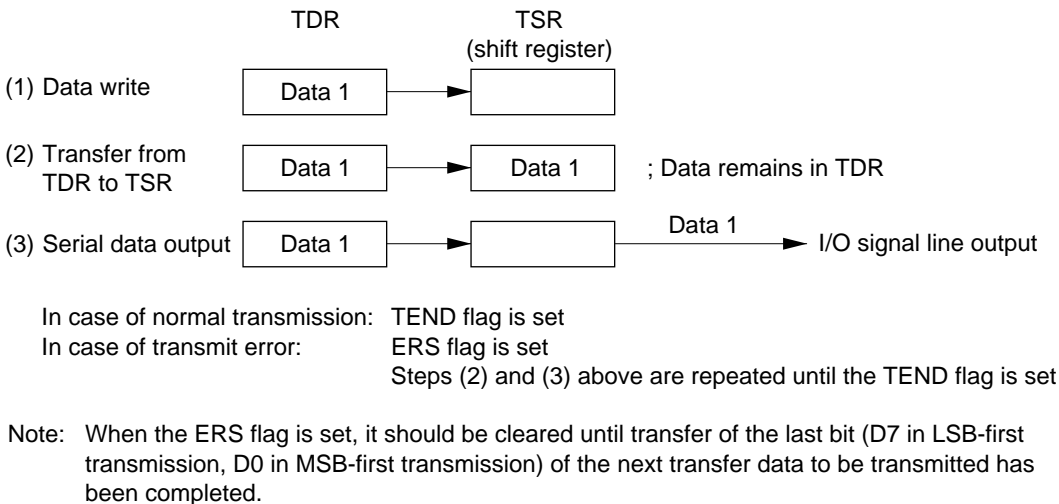 TDR TSR
(shift register)
(1) Data write Data 1
(2) Transfer from
TDR to TSR Data 1 Data 1 ; Data remains in TDR
(3) Serial data output Data 1 Data 1 I/O signal line output
In case of normal transmission: TEND flag is set
In case of transmit error: ERS flag is set
Steps (2) and (3) above are repeated until the TEND flag is set
Note: When the ERS flag is set, it should be cleared until transfer of the last bit (D7 in LSB-first
transmission, D0 in MSB-first transmission) of the next transfer data to be transmitted has
been completed.